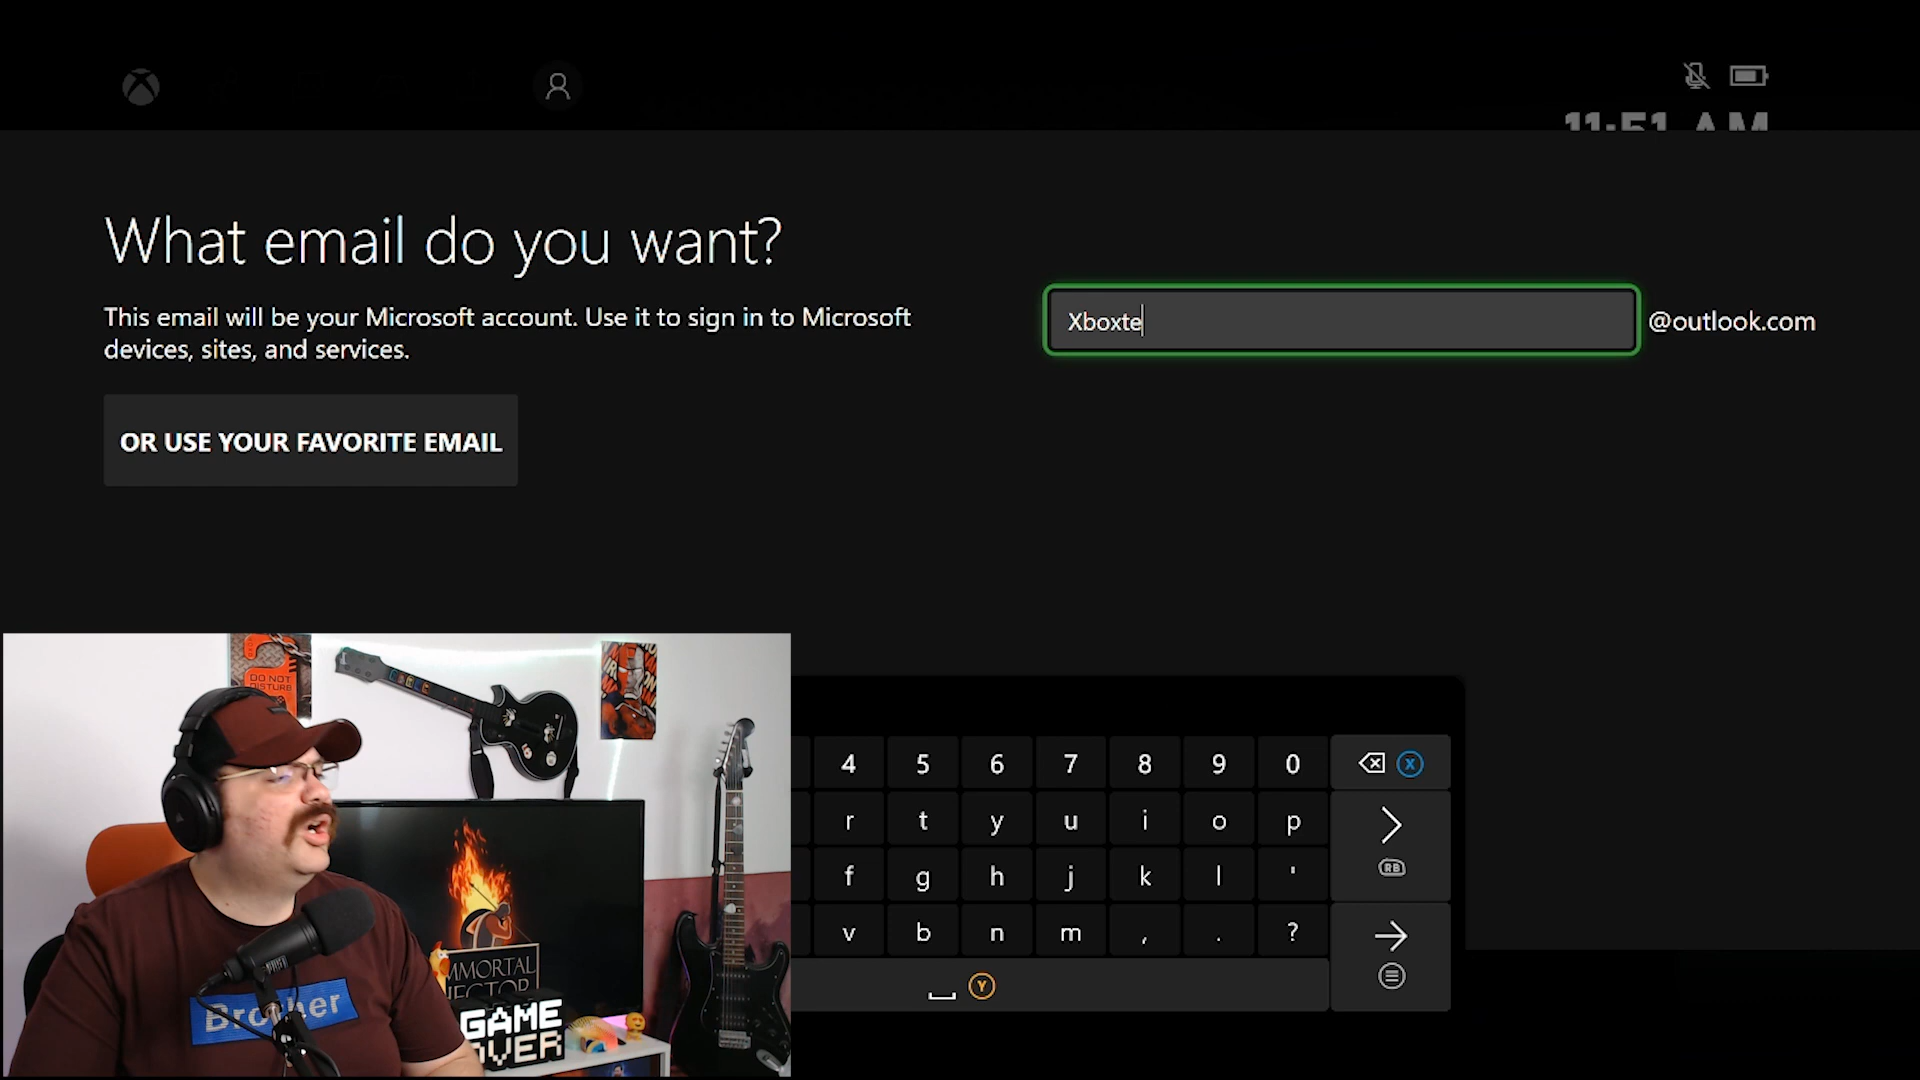 11:51 AM
What email do you want?
This email will be your Microsoft account. Use it to sign in to Microsoft
devices, sites, and services.
Xboxte
@outlook.com
OR USE YOUR FAVORITE EMAIL
4 5 6 7 8 9 0 X
r t y u i o p
RB
f g h j k l '
v b n m , . ?
Y
DO NOT
DISTURB
Brother
GAME
OVER